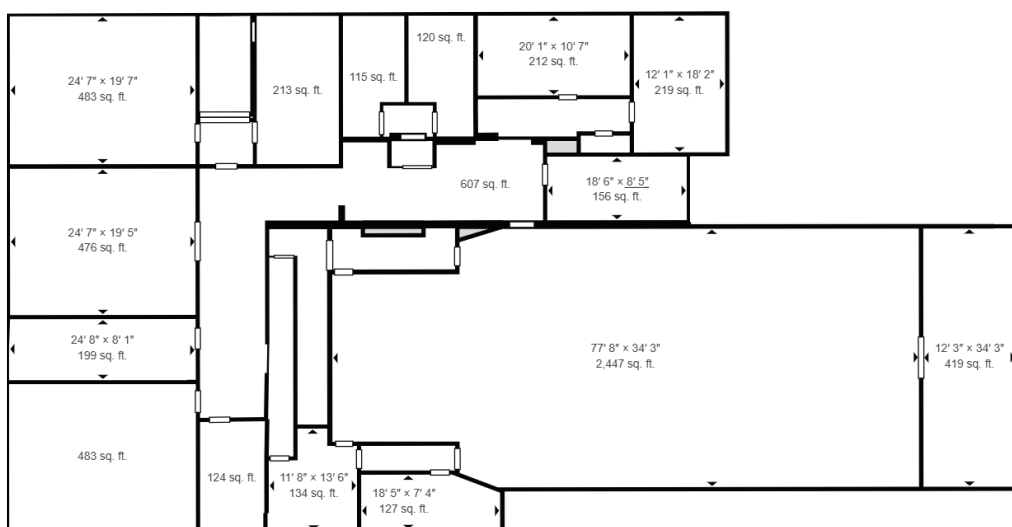 120 sq. ft.
20' 1" × 10' 7"
212 sq. ft.
24' 7" × 19' 7"
483 sq. ft.
213 sq. ft.
115 sq. ft.
12' 1" × 18' 2"
219 sq. ft.
607 sq. ft.
18' 6" × 8' 5"
156 sq. ft.
24' 7" × 19' 5"
476 sq. ft.
24' 8" × 8' 1"
199 sq. ft.
77' 8" × 34' 3"
2,447 sq. ft.
12' 3" × 34' 3"
419 sq. ft.
483 sq. ft.
124 sq. ft.
11' 8" × 13' 6"
134 sq. ft.
18' 5" × 7' 4"
127 sq. ft.